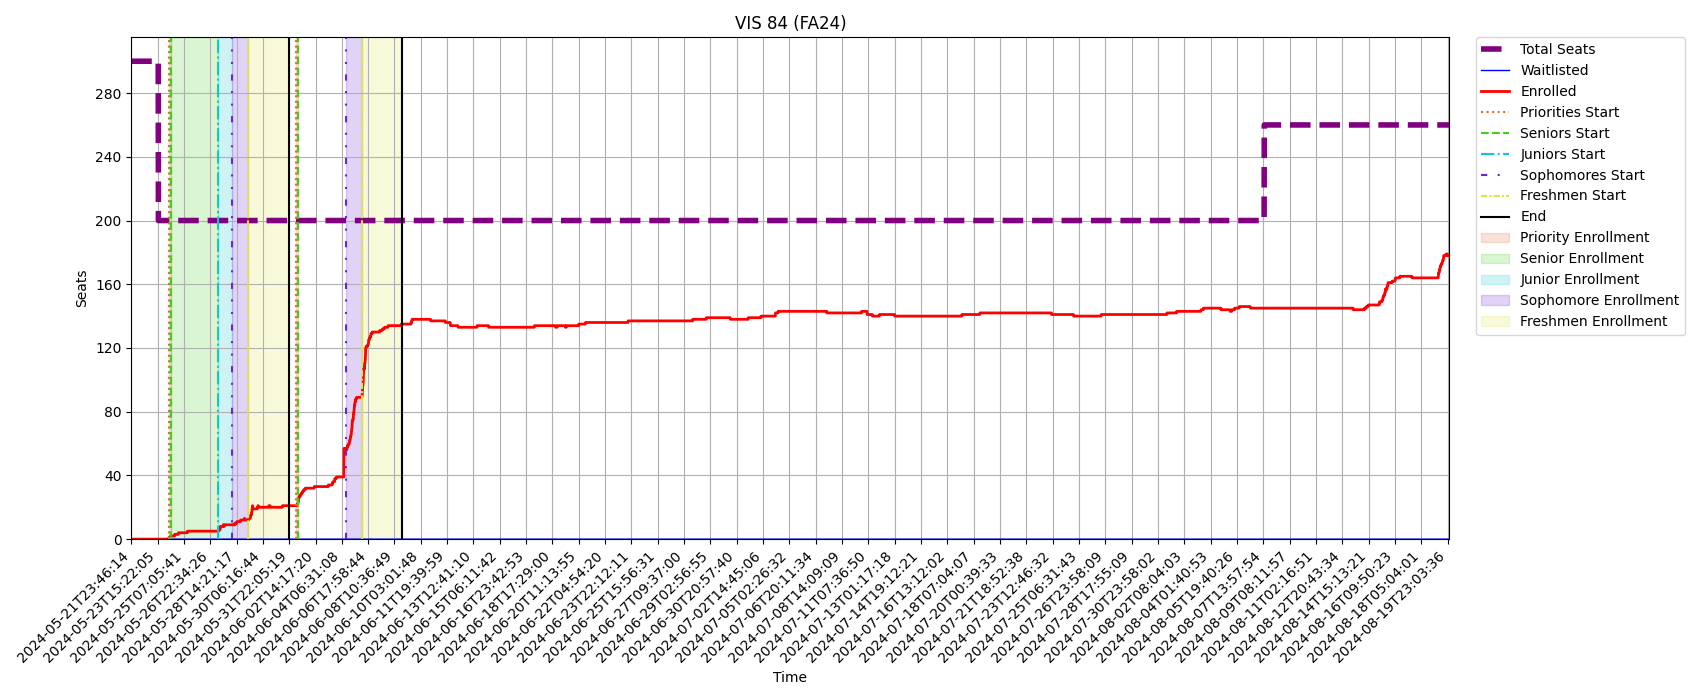 VIS 84 (FA24)
Seats
280
240
200
160
120
80
40
0
2024-05-21T23:46:14
2024-05-23T15:22:05
2024-05-25T07:05:41
2024-05-26T22:34:26
2024-05-28T14:21:17
2024-05-30T06:16:44
2024-05-31T22:05:19
2024-06-02T14:17:20
2024-06-04T06:31:08
2024-06-06T17:58:44
2024-06-08T10:36:49
2024-06-10T03:01:48
2024-06-11T19:39:59
2024-06-13T12:41:10
2024-06-15T06:11:42
2024-06-16T23:42:53
2024-06-18T17:29:00
2024-06-20T11:13:55
2024-06-22T04:54:20
2024-06-23T22:12:11
2024-06-25T15:56:31
2024-06-27T09:37:00
2024-06-29T02:56:55
2024-06-30T20:57:40
2024-07-02T14:45:06
2024-07-05T02:26:32
2024-07-06T20:11:34
2024-07-08T14:09:09
2024-07-11T07:36:50
2024-07-13T01:17:18
2024-07-14T19:12:21
2024-07-16T13:12:02
2024-07-18T07:04:07
2024-07-20T00:39:33
2024-07-21T18:52:38
2024-07-23T12:46:32
2024-07-25T06:31:43
2024-07-26T23:58:09
2024-07-28T17:55:09
2024-07-30T23:58:02
2024-08-02T08:04:03
2024-08-04T01:40:53
2024-08-05T19:40:26
2024-08-07T13:57:54
2024-08-09T08:11:57
2024-08-11T02:16:51
2024-08-12T20:43:34
2024-08-14T15:13:21
2024-08-16T09:50:23
2024-08-18T05:04:01
2024-08-19T23:03:36
Time
Total Seats
Waitlisted
Enrolled
Priorities Start
Seniors Start
Juniors Start
Sophomores Start
Freshmen Start
End
Priority Enrollment
Senior Enrollment
Junior Enrollment
Sophomore Enrollment
Freshmen Enrollment